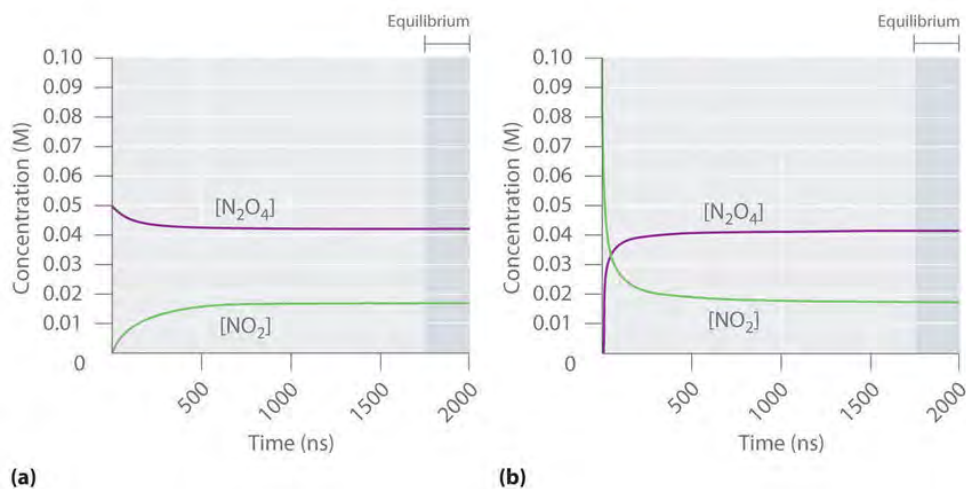 Equilibrium
0.10
0.09
0.08
0.07
0.06
0.05
0.04
0.03
0.02
0.01
0
Concentration (M)
[N₂O₄]
[NO₂]
500
1000
1500
2000
Time (ns)
(a)
Equilibrium
0.10
0.09
0.08
0.07
0.06
0.05
0.04
0.03
0.02
0.01
0
Concentration (M)
[N₂O₄]
[NO₂]
500
1000
1500
2000
Time (ns)
(b)